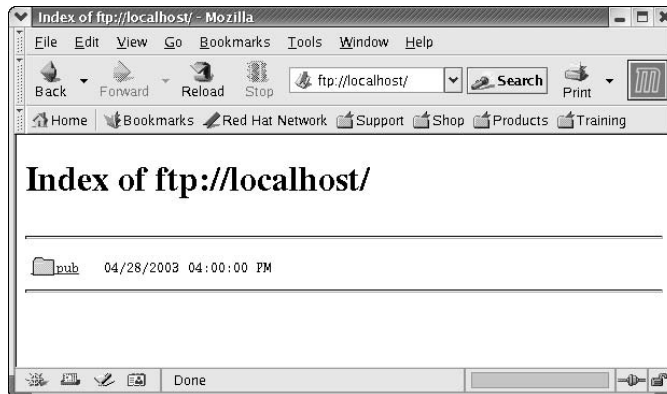 Index of ftp://localhost/ - Mozilla
File Edit View Go Bookmarks Tools Window Help
Back Forward Reload Stop ftp://localhost/ Search Print
Home Bookmarks Red Hat Network Support Shop Products Training
Index of ftp://localhost/
pub 04/28/2003 04:00:00 PM
Done